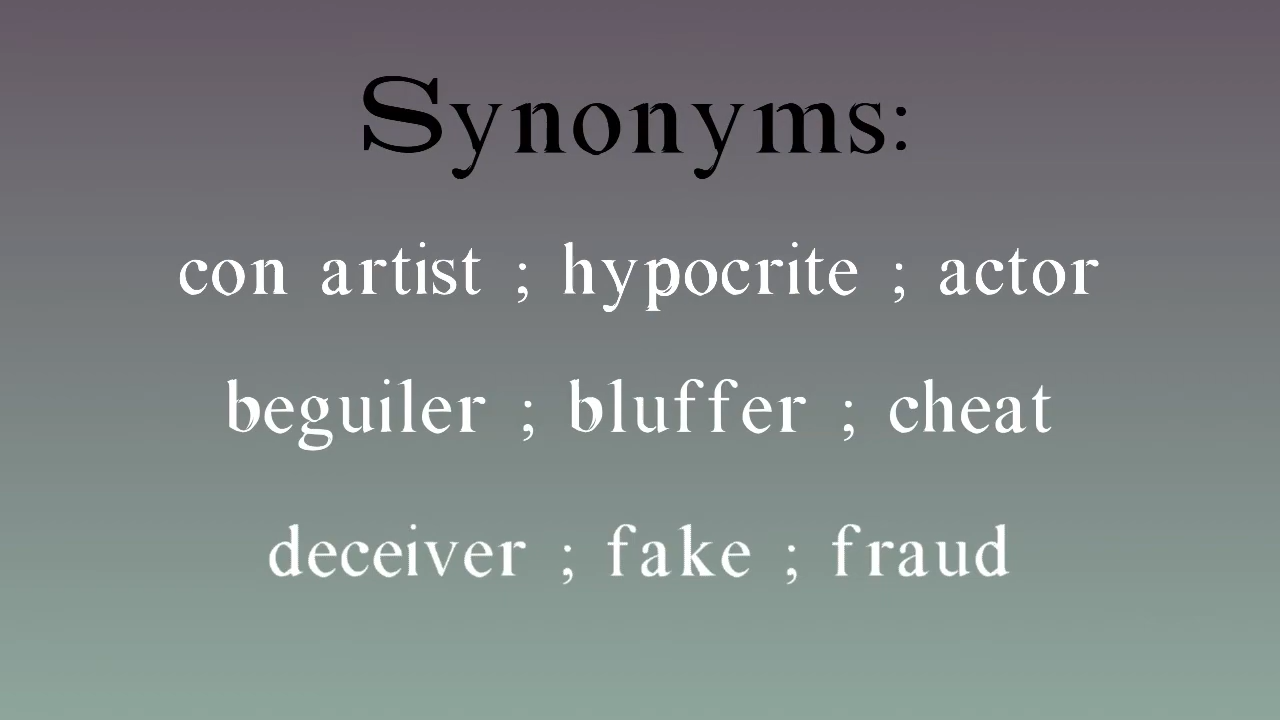 Synonyms:
con artist ; hypocrite ; actor
beguiler ; bluffer ; cheat
deceiver ; fake ; fraud